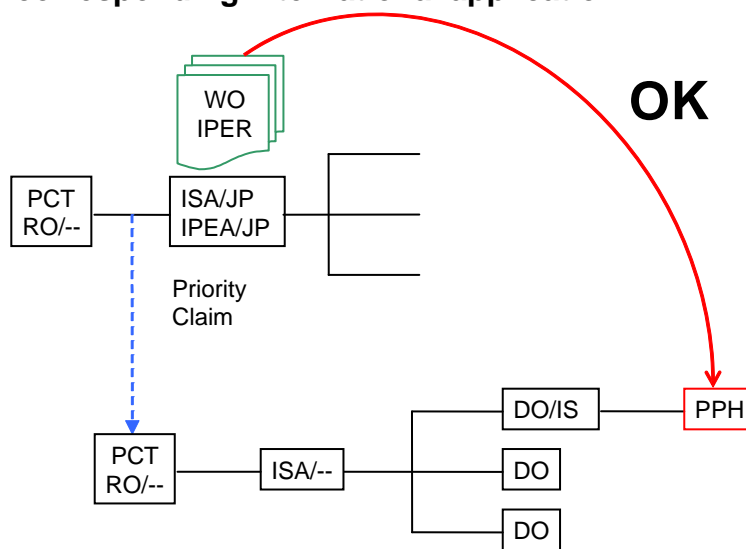 WO
IPER
OK
PCT
RO/--
ISA/JP
IPEA/JP
Priority
Claim
DO/IS
PPH
PCT
RO/--
ISA/--
DO
DO